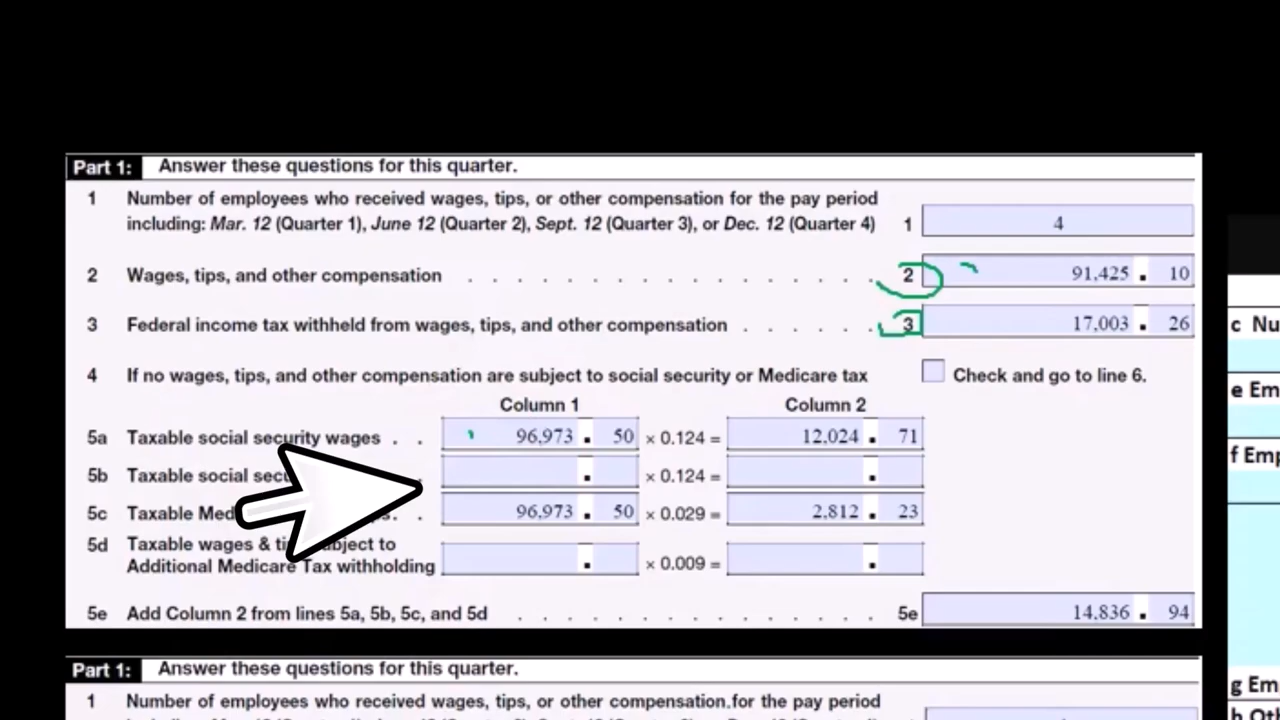 Part 1: Answer these questions for this quarter.
1 Number of employees who received wages, tips, or other compensation for the pay period
including: Mar. 12 (Quarter 1), June 12 (Quarter 2), Sept. 12 (Quarter 3), or Dec. 12 (Quarter 4) 1 4
2 Wages, tips, and other compensation . . . . . . . . . . . . . . . . . 2 91,425 . 10
3 Federal income tax withheld from wages, tips, and other compensation . . . . . . 3 17,003 . 26
4 If no wages, tips, and other compensation are subject to social security or Medicare tax Check and go to line 6.
Column 1 Column 2
5a Taxable social security wages . . 96,973 . 50 × 0.124 = 12,024 . 71
5b Taxable social . × 0.124 = .
5c Taxable . . 96,973 . 50 × 0.029 = 2,812 . 23
5d Taxable wages & subject to
Additional Medicare Tax withholding . × 0.009 = .
5e Add Column 2 from lines 5a, 5b, 5c, and 5d . . . . . . . . . . . . . . . 5e 14,836 . 94
Part 1: Answer these questions for this quarter.
1 Number of employees who received wages, tips, or other compensation for the pay period
c Nu
e Em
f Emp
g Em